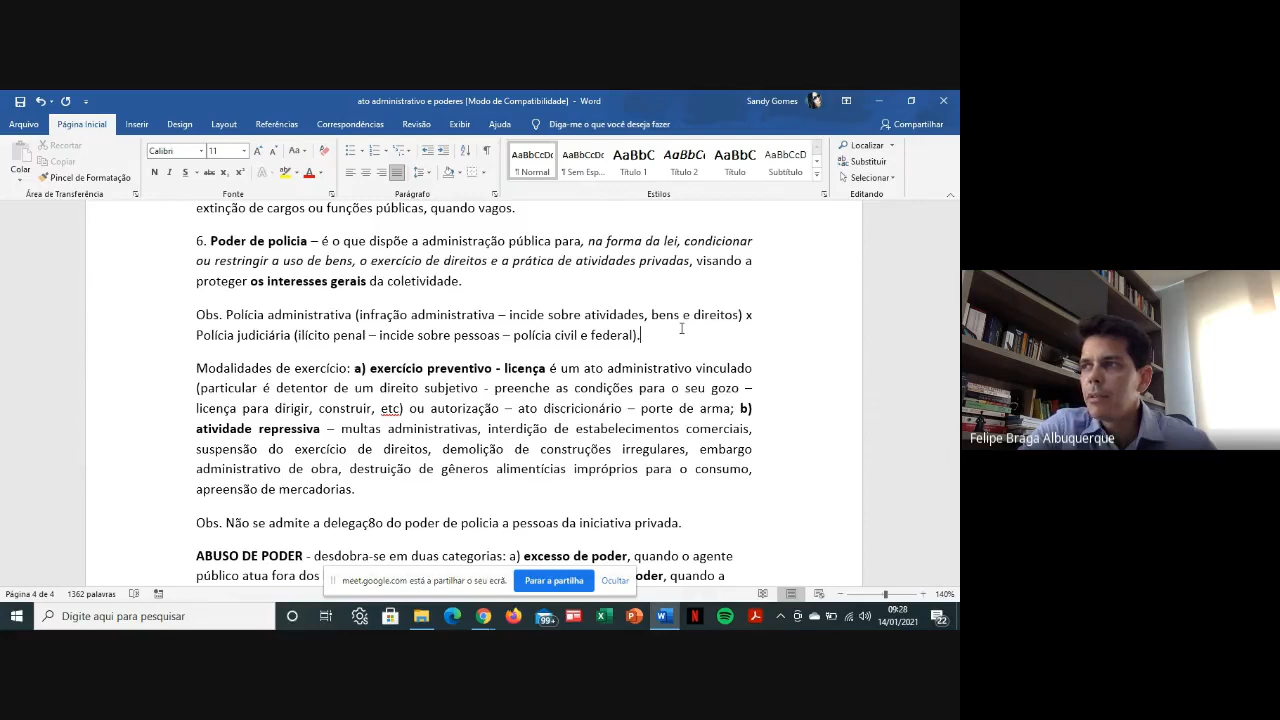 ato administrativo e poderes [Modo de Compatibilidade] - Word
Sandy Gomes
Arquivo Página Inicial Inserir Design Layout Referências Correspondências Revisão Exibir Ajuda Diga-me o que você deseja fazer Compartilhar
Colar
Recortar
Copiar
Pincel de Formatação
Área de Transferência
Calibri 11
N I S abc x₂ x²
Fonte
Parágrafo
AaBbCcDc AaBbCcDc AaBbC AaBbCc AaBbC AaBbCcD
¶ Normal ¶ Sem Esp... Título 1 Título 2 Título Subtítulo
Estilos
Localizar
Substituir
Selecionar
Editando
extinção de cargos ou funções públicas, quando vagos.
6. Poder de policia – é o que dispõe a administração pública para, na forma da lei, condicionar
ou restringir a uso de bens, o exercício de direitos e a prática de atividades privadas, visando a
proteger os interesses gerais da coletividade.
Obs. Polícia administrativa (infração administrativa – incide sobre atividades, bens e direitos) x
Polícia judiciária (ilícito penal – incide sobre pessoas – polícia civil e federal).
Modalidades de exercício: a) exercício preventivo - licença é um ato administrativo vinculado
(particular é detentor de um direito subjetivo - preenche as condições para o seu gozo –
licença para dirigir, construir, etc) ou autorização – ato discricionário – porte de arma; b)
atividade repressiva – multas administrativas, interdição de estabelecimentos comerciais,
suspensão do exercício de direitos, demolição de construções irregulares, embargo
administrativo de obra, destruição de gêneros alimentícias impróprios para o consumo,
apreensão de mercadorias.
Obs. Não se admite a delegaç8o do poder de policia a pessoas da iniciativa privada.
ABUSO DE PODER - desdobra-se em duas categorias: a) excesso de poder, quando o agente
público atua fora dos oder, quando a
meet.google.com está a partilhar o seu ecrã. Parar a partilha Ocultar
Página 4 de 4 1362 palavras 140%
Digite aqui para pesquisar
99+
09:28
14/01/2021
22
Felipe Braga Albuquerque